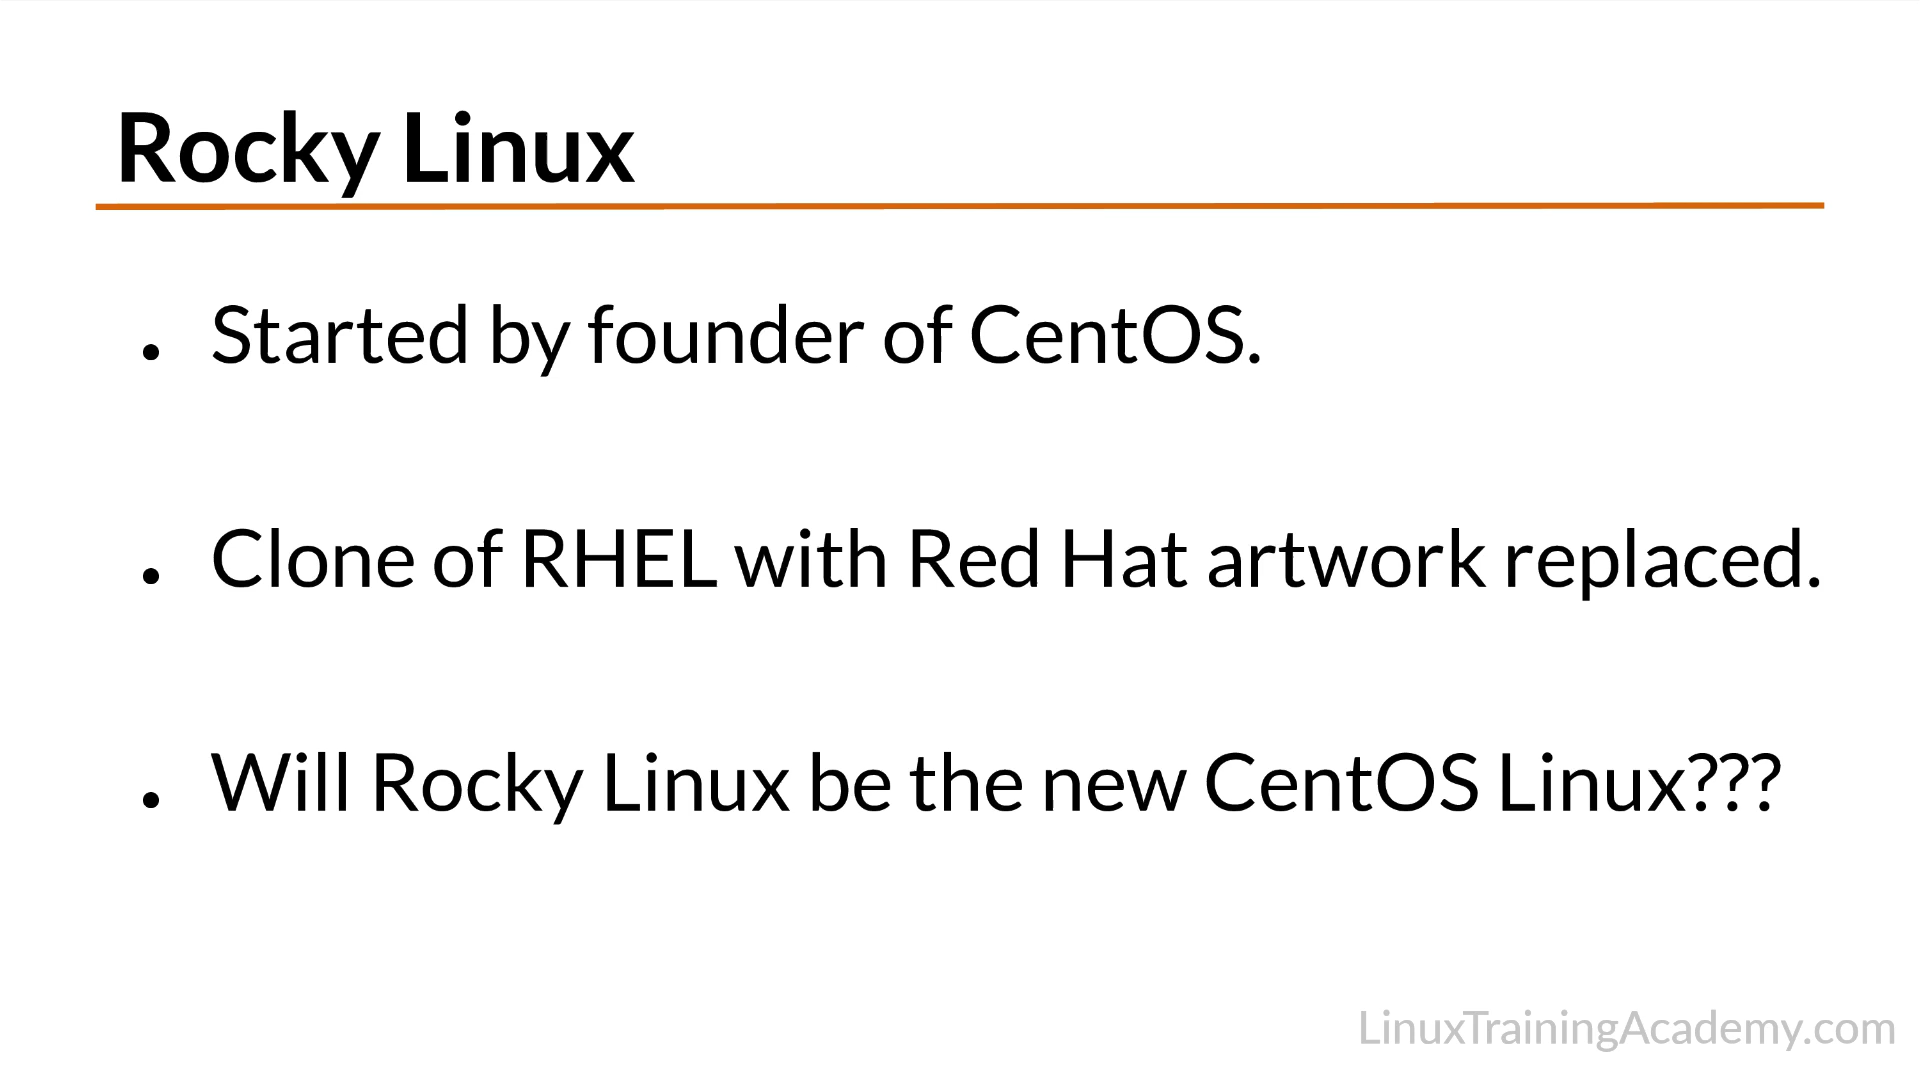 Rocky Linux
• Started by founder of CentOS.
• Clone of RHEL with Red Hat artwork replaced.
• Will Rocky Linux be the new CentOS Linux???
LinuxTrainingAcademy.com